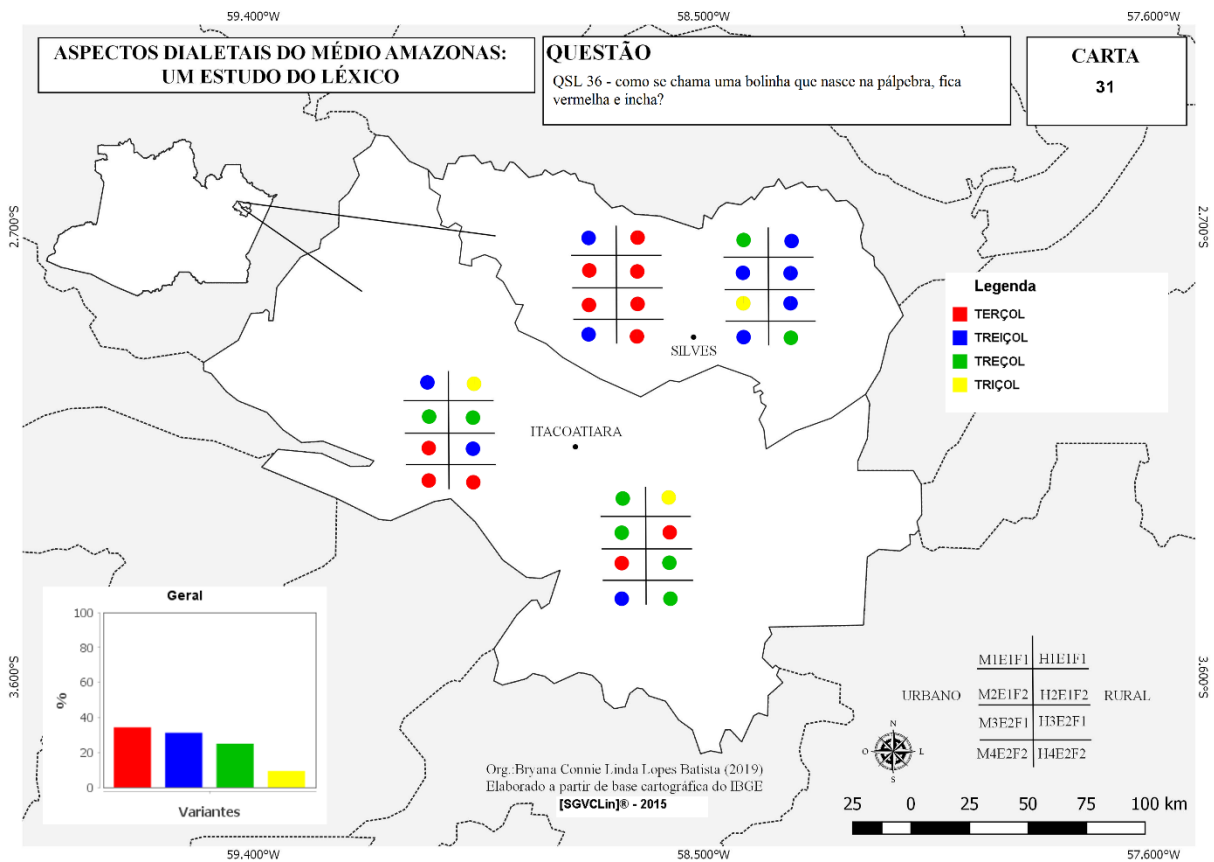 59.400°W
58.500°W
57.600°W
ASPECTOS DIALETAIS DO MÉDIO AMAZONAS:
UM ESTUDO DO LÉXICO
QUESTÃO
QSL 36 - como se chama uma bolinha que nasce na pálpebra, fica
vermelha e incha?
CARTA
31
2.700°S
2.700°S
Legenda
TERÇOL
TREIÇOL
TREÇOL
TRIÇOL
SILVES
ITACOATIARA
Geral
100
80
60
40
20
0
%
Variantes
3.600°S
3.600°S
M1E1F1 H1E1F1
URBANO M2E1F2 H2E1F2 RURAL
M3E2F1 H3E2F1
M4E2F2 H4E2F2
N
O L
S
Org.:Bryana Connie Linda Lopes Batista (2019)
Elaborado a partir de base cartográfica do IBGE
[SGVCLin]® - 2015
25 0 25 50 75 100 km
59.400°W
58.500°W
57.600°W